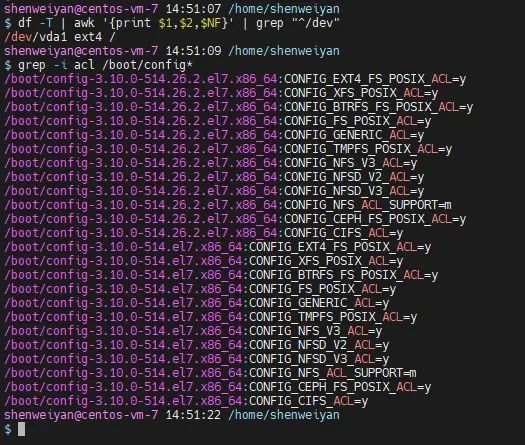 shenweiyan@centos-vm-7 14:51:07 /home/shenweiyan
$ df -T | awk '{print $1,$2,$NF}' | grep "^/dev"
/dev/vda1 ext4 /
shenweiyan@centos-vm-7 14:51:09 /home/shenweiyan
$ grep -i acl /boot/config*
/boot/config-3.10.0-514.26.2.el7.x86_64:CONFIG_EXT4_FS_POSIX_ACL=y
/boot/config-3.10.0-514.26.2.el7.x86_64:CONFIG_XFS_POSIX_ACL=y
/boot/config-3.10.0-514.26.2.el7.x86_64:CONFIG_BTRFS_FS_POSIX_ACL=y
/boot/config-3.10.0-514.26.2.el7.x86_64:CONFIG_FS_POSIX_ACL=y
/boot/config-3.10.0-514.26.2.el7.x86_64:CONFIG_GENERIC_ACL=y
/boot/config-3.10.0-514.26.2.el7.x86_64:CONFIG_TMPFS_POSIX_ACL=y
/boot/config-3.10.0-514.26.2.el7.x86_64:CONFIG_NFS_V3_ACL=y
/boot/config-3.10.0-514.26.2.el7.x86_64:CONFIG_NFSD_V2_ACL=y
/boot/config-3.10.0-514.26.2.el7.x86_64:CONFIG_NFSD_V3_ACL=y
/boot/config-3.10.0-514.26.2.el7.x86_64:CONFIG_NFS_ACL_SUPPORT=m
/boot/config-3.10.0-514.26.2.el7.x86_64:CONFIG_CEPH_FS_POSIX_ACL=y
/boot/config-3.10.0-514.26.2.el7.x86_64:CONFIG_CIFS_ACL=y
/boot/config-3.10.0-514.el7.x86_64:CONFIG_EXT4_FS_POSIX_ACL=y
/boot/config-3.10.0-514.el7.x86_64:CONFIG_XFS_POSIX_ACL=y
/boot/config-3.10.0-514.el7.x86_64:CONFIG_BTRFS_FS_POSIX_ACL=y
/boot/config-3.10.0-514.el7.x86_64:CONFIG_FS_POSIX_ACL=y
/boot/config-3.10.0-514.el7.x86_64:CONFIG_GENERIC_ACL=y
/boot/config-3.10.0-514.el7.x86_64:CONFIG_TMPFS_POSIX_ACL=y
/boot/config-3.10.0-514.el7.x86_64:CONFIG_NFS_V3_ACL=y
/boot/config-3.10.0-514.el7.x86_64:CONFIG_NFSD_V2_ACL=y
/boot/config-3.10.0-514.el7.x86_64:CONFIG_NFSD_V3_ACL=y
/boot/config-3.10.0-514.el7.x86_64:CONFIG_NFS_ACL_SUPPORT=m
/boot/config-3.10.0-514.el7.x86_64:CONFIG_CEPH_FS_POSIX_ACL=y
/boot/config-3.10.0-514.el7.x86_64:CONFIG_CIFS_ACL=y
shenweiyan@centos-vm-7 14:51:22 /home/shenweiyan
$